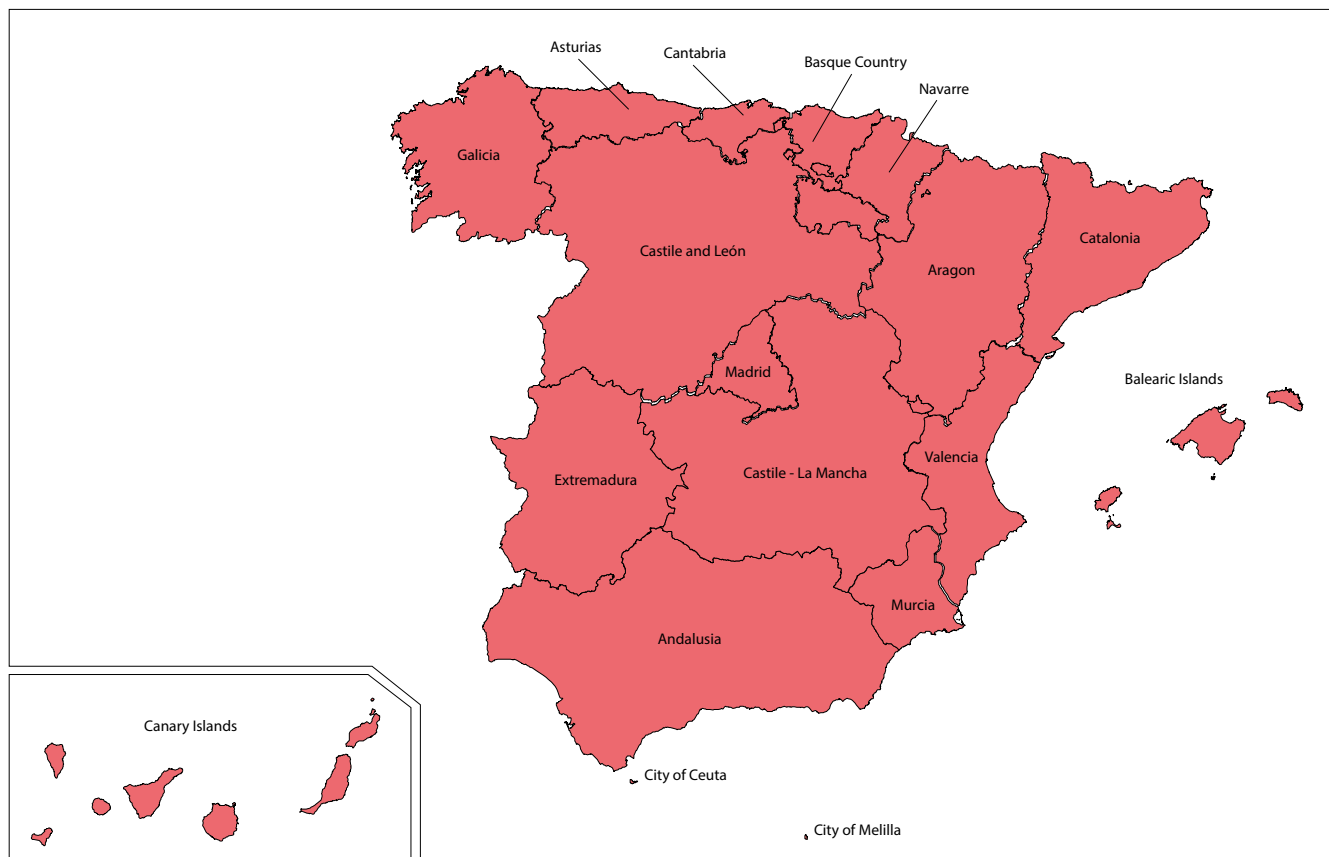 Asturias
Cantabria
Basque Country
Navarre
Galicia
Castile and León
Catalonia
Aragon
Madrid
Balearic Islands
Valencia
Extremadura
Castile - La Mancha
Murcia
Andalusia
Canary Islands
City of Ceuta
City of Melilla